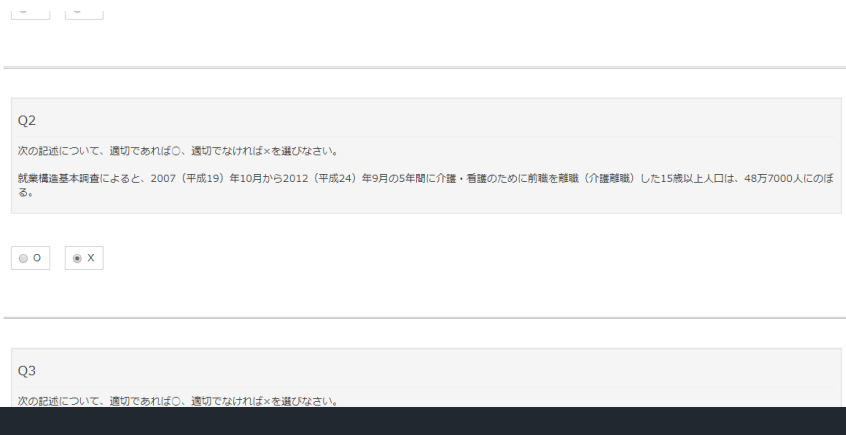 Q2
次の記述について、適切であれば○、適切でなければ×を選びなさい。
就業構造基本調査によると、2007（平成19）年10月から2012（平成24）年9月の5年間に介護・看護のために前職を離職（介護離職）した15歳以上人口は、48万7000人にのぼ
る。
O X
Q3
次の記述について、適切であれば○、適切でなければ×を選びなさい。